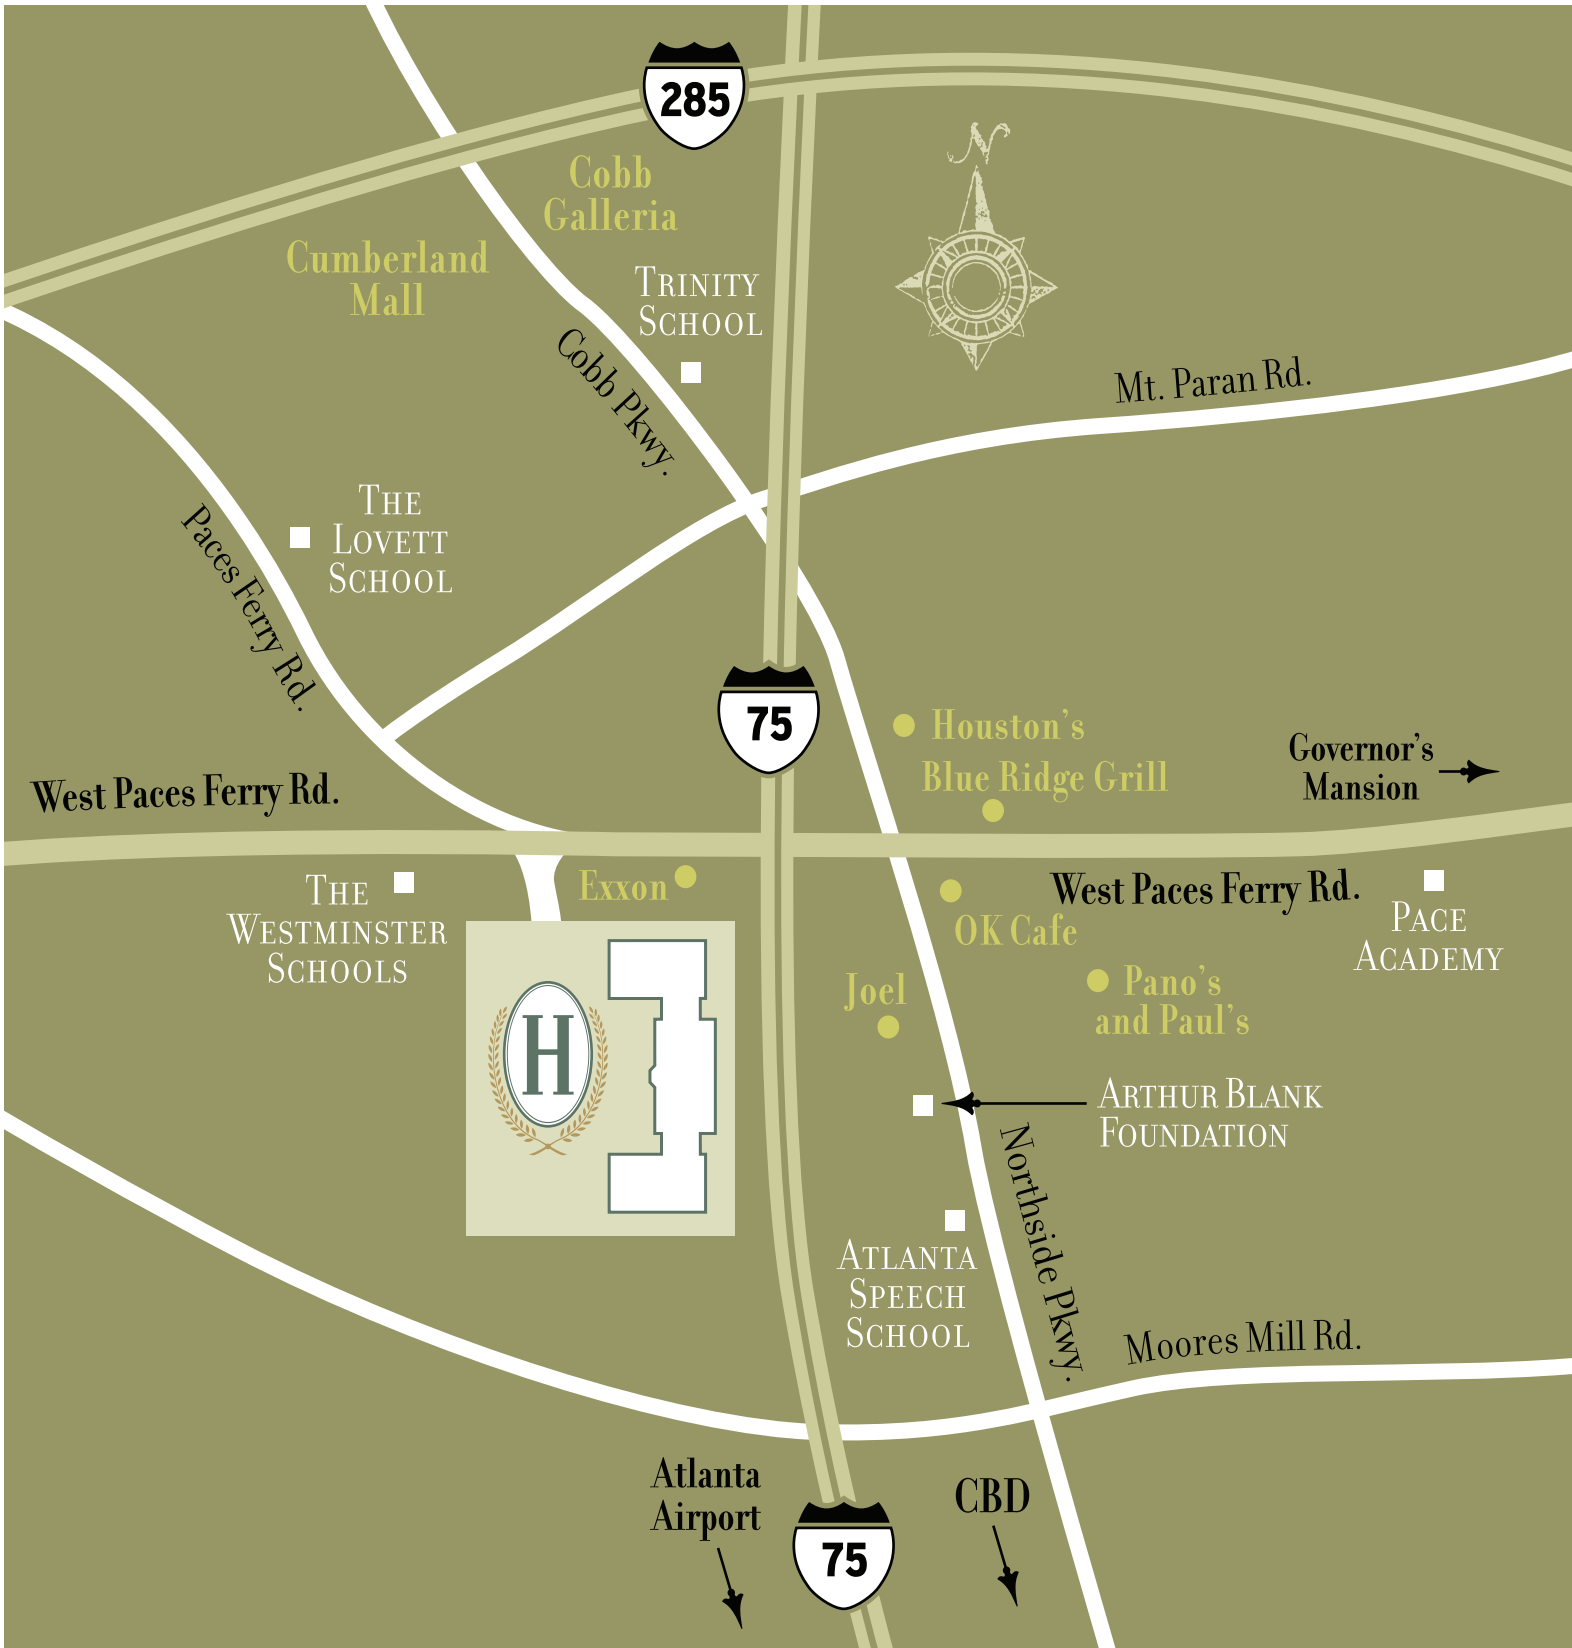 285
N
Cobb
Galleria
Cumberland
Mall
TRINITY
SCHOOL
Cobb Pkwy.
Mt. Paran Rd.
THE
LOVETT
SCHOOL
Paces Ferry Rd.
75
Houston's
Blue Ridge Grill
Governor's
Mansion
West Paces Ferry Rd.
THE
WESTMINSTER
SCHOOLS
Exxon
West Paces Ferry Rd.
OK Cafe
PACE
ACADEMY
Joel
Pano's
and Paul's
H
ARTHUR BLANK
FOUNDATION
Northside Pkwy.
ATLANTA
SPEECH
SCHOOL
Moores Mill Rd.
Atlanta
Airport
CBD
75